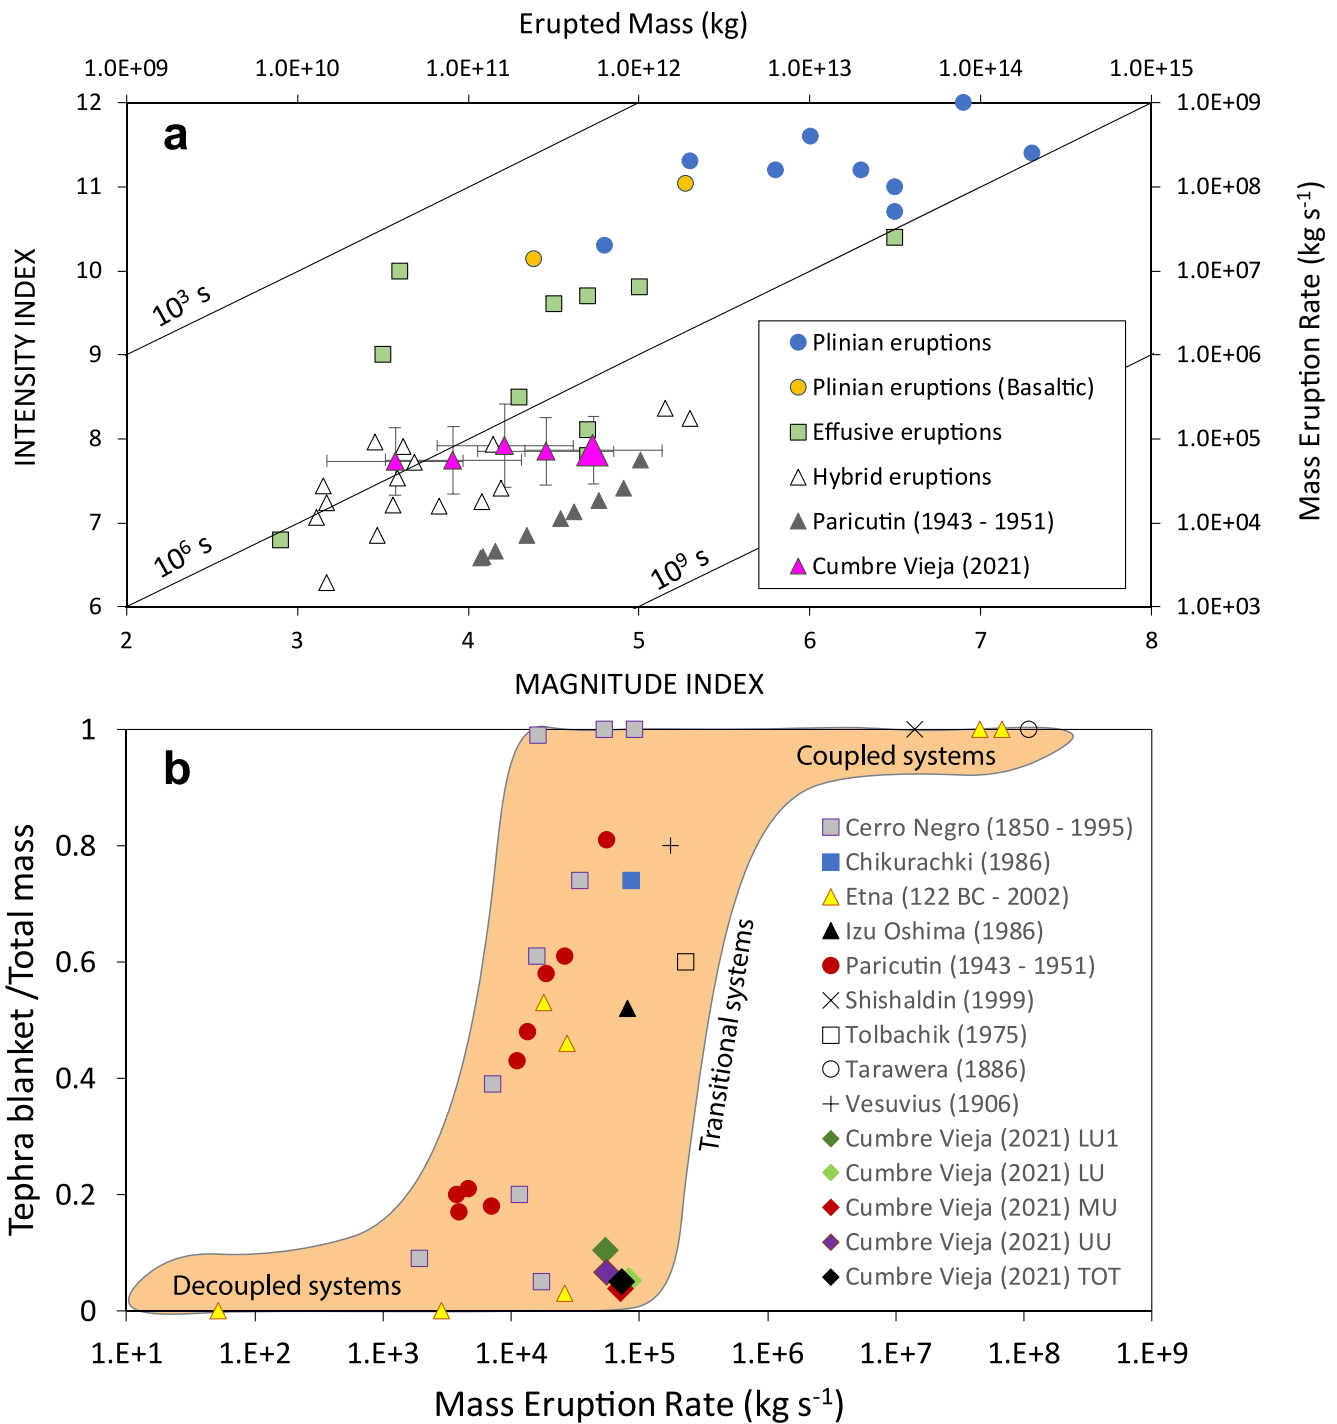 Erupted Mass (kg)
1.0E+09 1.0E+10 1.0E+11 1.0E+12 1.0E+13 1.0E+14 1.0E+15
a
12
11
10
9
8
7
6
INTENSITY INDEX
1.0E+09
1.0E+08
1.0E+07
1.0E+06
1.0E+05
1.0E+04
1.0E+03
Mass Eruption Rate (kg s⁻¹)
10³ s
10⁶ s
10⁹ s
Plinian eruptions
Plinian eruptions (Basaltic)
Effusive eruptions
Hybrid eruptions
Paricutin (1943 - 1951)
Cumbre Vieja (2021)
2 3 4 5 6 7 8
MAGNITUDE INDEX
b
1
0.8
0.6
0.4
0.2
0
Tephra blanket /Total mass
Coupled systems
Transitional systems
Decoupled systems
Cerro Negro (1850 - 1995)
Chikurachki (1986)
Etna (122 BC - 2002)
Izu Oshima (1986)
Paricutin (1943 - 1951)
Shishaldin (1999)
Tolbachik (1975)
Tarawera (1886)
Vesuvius (1906)
Cumbre Vieja (2021) LU1
Cumbre Vieja (2021) LU
Cumbre Vieja (2021) MU
Cumbre Vieja (2021) UU
Cumbre Vieja (2021) TOT
1.E+1 1.E+2 1.E+3 1.E+4 1.E+5 1.E+6 1.E+7 1.E+8 1.E+9
Mass Eruption Rate (kg s⁻¹)